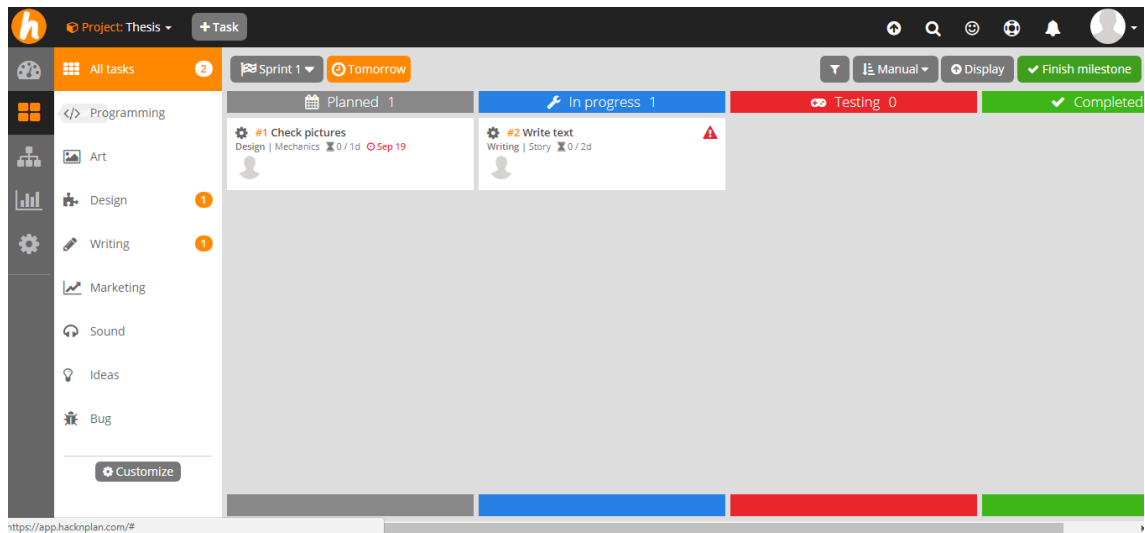 h Project: Thesis + Task
All tasks 2
Programming
Art
Design 1
Writing 1
Marketing
Sound
Ideas
Bug
Customize
Sprint 1 Tomorrow Manual Display Finish milestone
Planned 1 In progress 1 Testing 0 Completed
#1 Check pictures
Design | Mechanics 0 / 1d Sep 19
#2 Write text
Writing | Story 0 / 2d
https://app.hacknplan.com/#